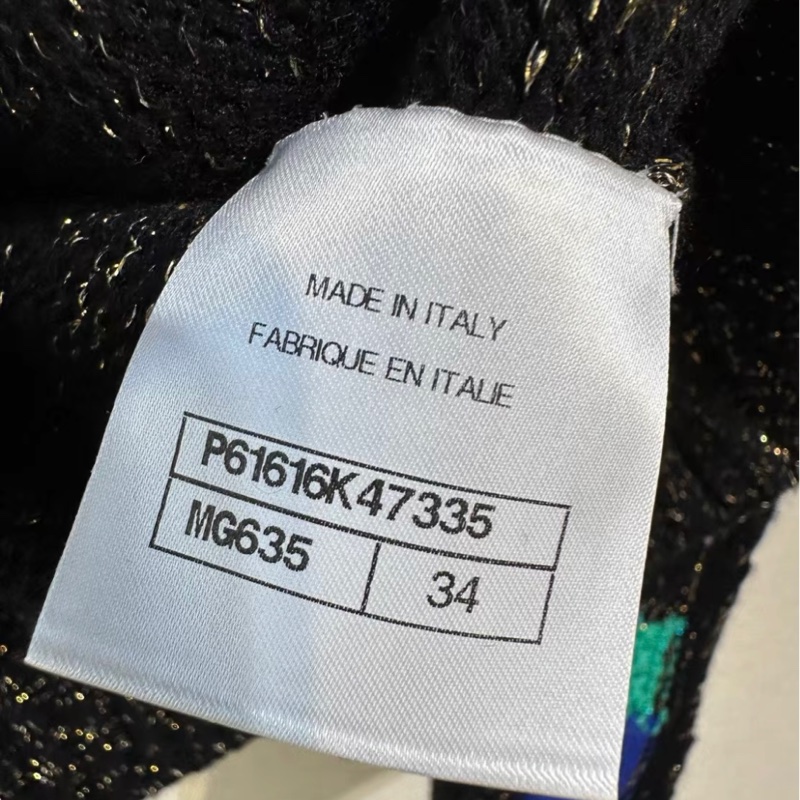 MADE IN ITALY
FABRIQUE EN ITALIE
P61616K47335
MG635 34